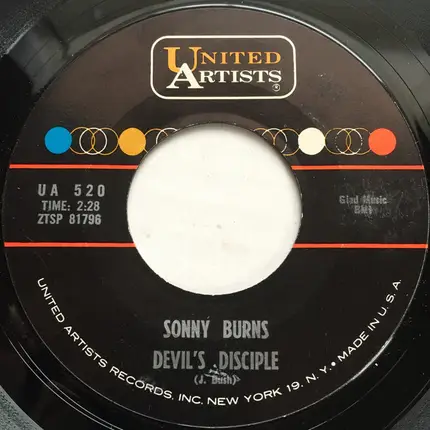 UNITED
ARTISTS
UA 520
TIME: 2:28
ZTSP 81796
Glad Music
BMI
SONNY BURNS
DEVIL'S DISCIPLE
(J. Bush)
UNITED ARTISTS RECORDS, INC. NEW YORK 19, N.Y. • MADE IN U.S.A.